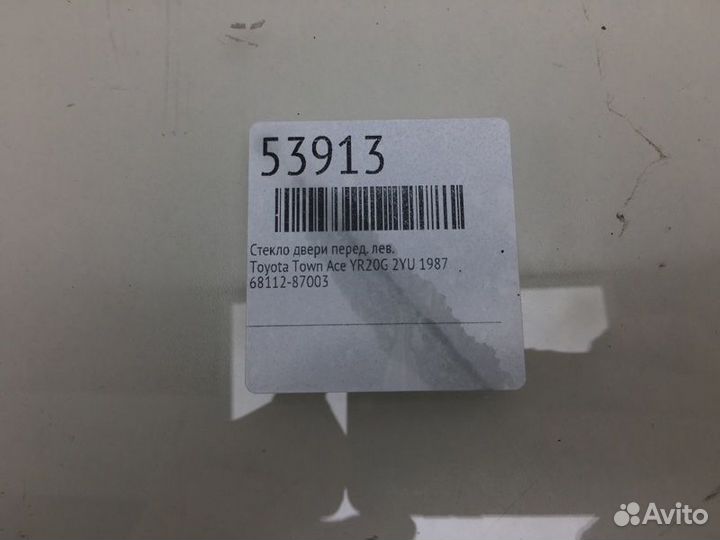 53913
Стекло двери перед. лев.
Toyota Town Ace YR20G 2YU 1987
68112-87003
Avito